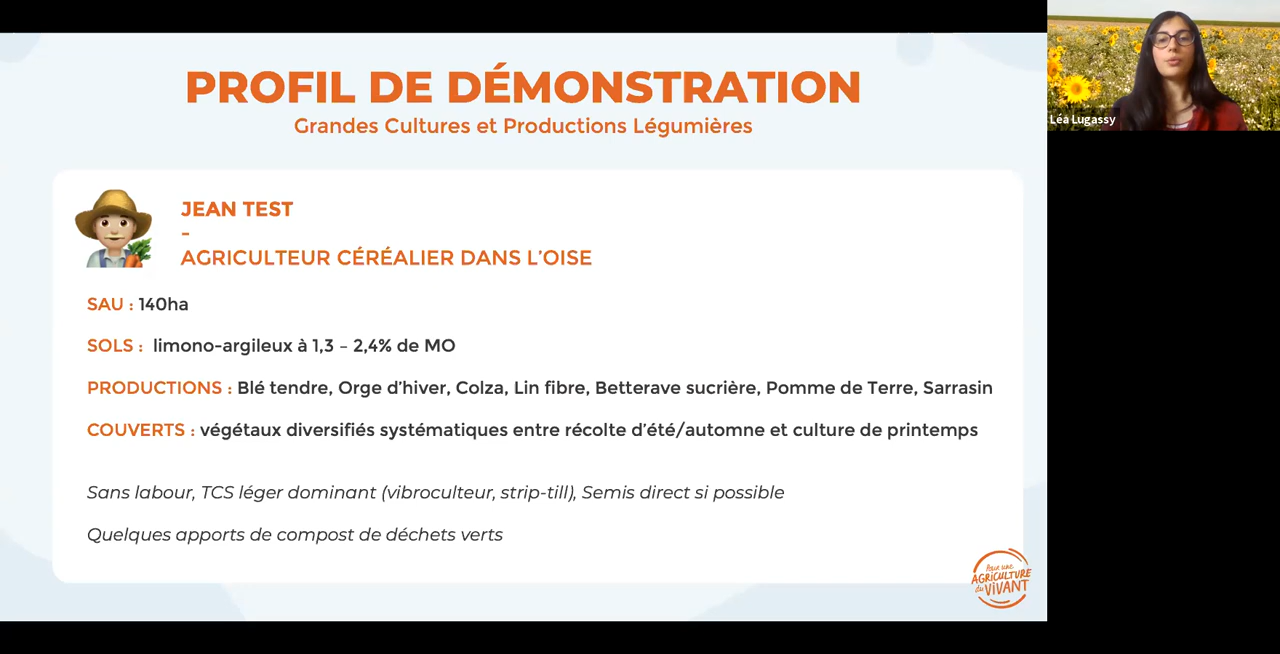 PROFIL DE DÉMONSTRATION
Grandes Cultures et Productions Légumières
Léa Lugassy
JEAN TEST
-
AGRICULTEUR CÉRÉALIER DANS L'OISE
SAU : 140ha
SOLS : limono-argileux à 1,3 – 2,4% de MO
PRODUCTIONS : Blé tendre, Orge d'hiver, Colza, Lin fibre, Betterave sucrière, Pomme de Terre, Sarrasin
COUVERTS : végétaux diversifiés systématiques entre récolte d'été/automne et culture de printemps
Sans labour, TCS léger dominant (vibroculteur, strip-till), Semis direct si possible
Quelques apports de compost de déchets verts
Pour une
AGRICULTURE
du VIVANT